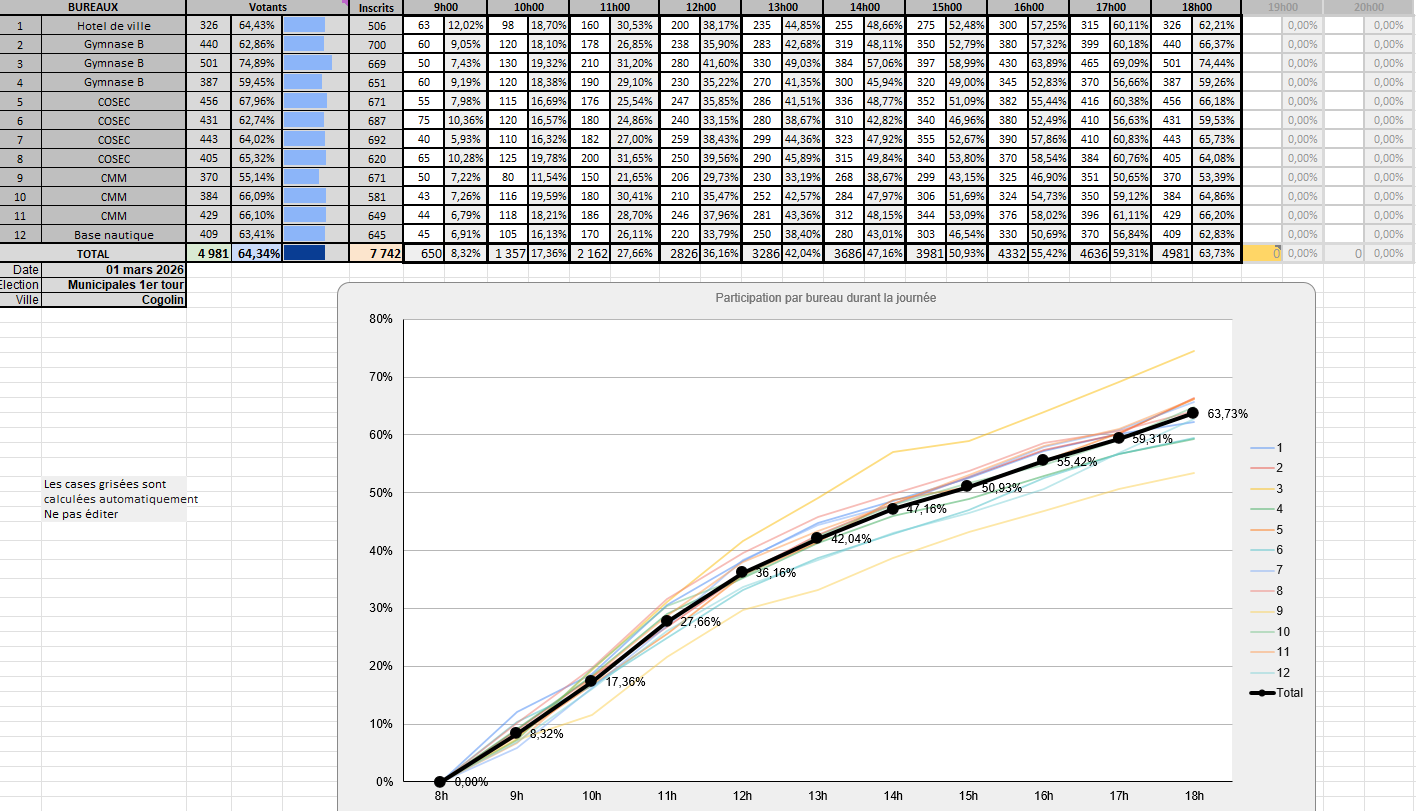 BUREAUX Votants Inscrits 9h00 10h00 11h00 12h00 13h00 14h00 15h00 16h00 17h00 18h00 19h00 20h00
1 Hotel de ville 326 64,43% 506 63 12,02% 98 18,70% 160 30,53% 200 38,17% 235 44,85% 255 48,66% 275 52,48% 300 57,25% 315 60,11% 326 62,21% 0,00% 0,00%
2 Gymnase B 440 62,86% 700 60 9,05% 120 18,10% 178 26,85% 238 35,90% 283 42,68% 319 48,11% 350 52,79% 380 57,32% 399 60,18% 440 66,37% 0,00% 0,00%
3 Gymnase B 501 74,89% 669 50 7,43% 130 19,32% 210 31,20% 280 41,60% 330 49,03% 384 57,06% 397 58,99% 430 63,89% 465 69,09% 501 74,44% 0,00% 0,00%
4 Gymnase B 387 59,45% 651 60 9,19% 120 18,38% 190 29,10% 230 35,22% 270 41,35% 300 45,94% 320 49,00% 345 52,83% 370 56,66% 387 59,26% 0,00% 0,00%
5 COSEC 456 67,96% 671 55 7,98% 115 16,69% 176 25,54% 247 35,85% 286 41,51% 336 48,77% 352 51,09% 382 55,44% 416 60,38% 456 66,18% 0,00% 0,00%
6 COSEC 431 62,74% 687 75 10,36% 120 16,57% 180 24,86% 240 33,15% 280 38,67% 310 42,82% 340 46,96% 380 52,49% 410 56,63% 431 59,53% 0,00% 0,00%
7 COSEC 443 64,02% 692 40 5,93% 110 16,32% 182 27,00% 259 38,43% 299 44,36% 323 47,92% 355 52,67% 390 57,86% 410 60,83% 443 65,73% 0,00% 0,00%
8 COSEC 405 65,32% 620 65 10,28% 125 19,78% 200 31,65% 250 39,56% 290 45,89% 315 49,84% 340 53,80% 370 58,54% 384 60,76% 405 64,08% 0,00% 0,00%
9 CMM 370 55,14% 671 50 7,22% 80 11,54% 150 21,65% 206 29,73% 230 33,19% 268 38,67% 299 43,15% 325 46,90% 351 50,65% 370 53,39% 0,00% 0,00%
10 CMM 384 66,09% 581 43 7,26% 116 19,59% 180 30,41% 210 35,47% 252 42,57% 284 47,97% 306 51,69% 324 54,73% 350 59,12% 384 64,86% 0,00% 0,00%
11 CMM 429 66,10% 649 44 6,79% 118 18,21% 186 28,70% 246 37,96% 281 43,36% 312 48,15% 344 53,09% 376 58,02% 396 61,11% 429 66,20% 0,00% 0,00%
12 Base nautique 409 63,41% 645 45 6,91% 105 16,13% 170 26,11% 220 33,79% 250 38,40% 280 43,01% 303 46,54% 330 50,69% 370 56,84% 409 62,83% 0,00% 0,00%
TOTAL 4 981 64,34% 7 742 650 8,32% 1 357 17,36% 2 162 27,66% 2826 36,16% 3286 42,04% 3686 47,16% 3981 50,93% 4332 55,42% 4636 59,31% 4981 63,73% 0 0,00% 0 0,00%
Date 01 mars 2026
Election Municipales 1er tour
Ville Cogolin
Participation par bureau durant la journée
80%
70%
60%
50%
40%
30%
20%
10%
0%
63,73%
59,31%
55,42%
50,93%
47,16%
42,04%
36,16%
27,66%
17,36%
8,32%
0,00%
1
2
3
4
5
6
7
8
9
10
11
12
Total
8h 9h 10h 11h 12h 13h 14h 15h 16h 17h 18h
Les cases grisées sont
calculées automatiquement
Ne pas éditer